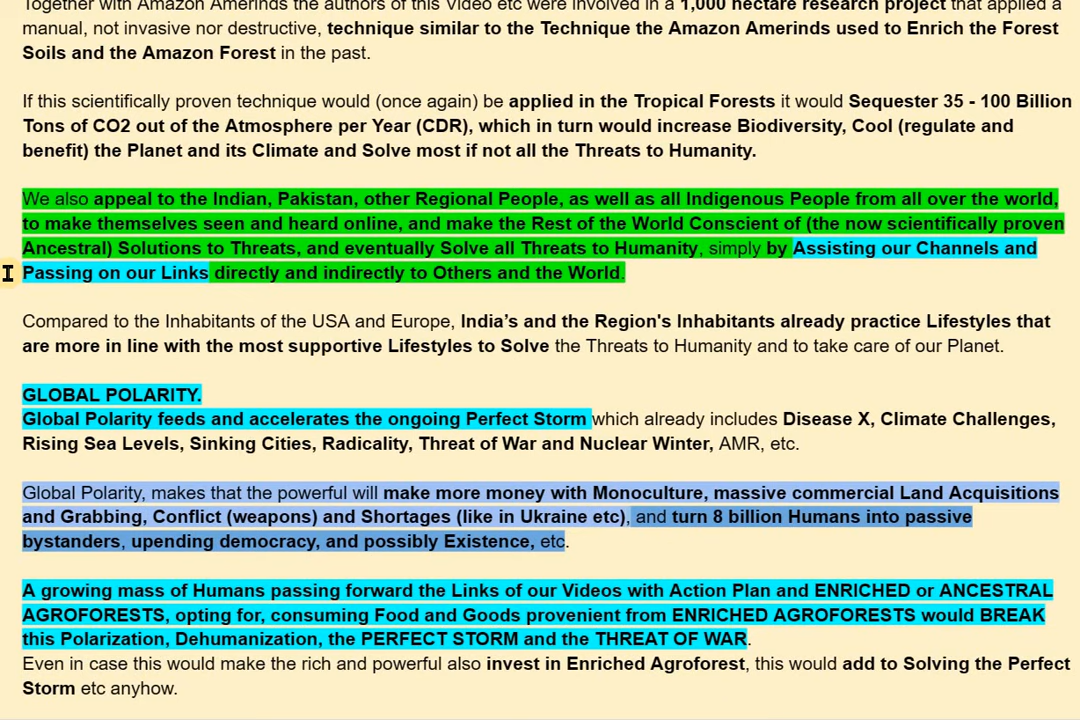 Together with Amazon Amerinds the authors of this Video etc were involved in a 1,000 hectare research project that applied a
manual, not invasive nor destructive, technique similar to the Technique the Amazon Amerinds used to Enrich the Forest
Soils and the Amazon Forest in the past.
If this scientifically proven technique would (once again) be applied in the Tropical Forests it would Sequester 35 - 100 Billion
Tons of CO2 out of the Atmosphere per Year (CDR), which in turn would increase Biodiversity, Cool (regulate and
benefit) the Planet and its Climate and Solve most if not all the Threats to Humanity.
We also appeal to the Indian, Pakistan, other Regional People, as well as all Indigenous People from all over the world,
to make themselves seen and heard online, and make the Rest of the World Conscient of (the now scientifically proven
Ancestral) Solutions to Threats, and eventually Solve all Threats to Humanity, simply by Assisting our Channels and
Passing on our Links directly and indirectly to Others and the World.
Compared to the Inhabitants of the USA and Europe, India’s and the Region's Inhabitants already practice Lifestyles that
are more in line with the most supportive Lifestyles to Solve the Threats to Humanity and to take care of our Planet.
GLOBAL POLARITY.
Global Polarity feeds and accelerates the ongoing Perfect Storm which already includes Disease X, Climate Challenges,
Rising Sea Levels, Sinking Cities, Radicality, Threat of War and Nuclear Winter, AMR, etc.
Global Polarity, makes that the powerful will make more money with Monoculture, massive commercial Land Acquisitions
and Grabbing, Conflict (weapons) and Shortages (like in Ukraine etc), and turn 8 billion Humans into passive
bystanders, upending democracy, and possibly Existence, etc.
A growing mass of Humans passing forward the Links of our Videos with Action Plan and ENRICHED or ANCESTRAL
AGROFORESTS, opting for, consuming Food and Goods provenient from ENRICHED AGROFORESTS would BREAK
this Polarization, Dehumanization, the PERFECT STORM and the THREAT OF WAR.
Even in case this would make the rich and powerful also invest in Enriched Agroforest, this would add to Solving the Perfect
Storm etc anyhow.